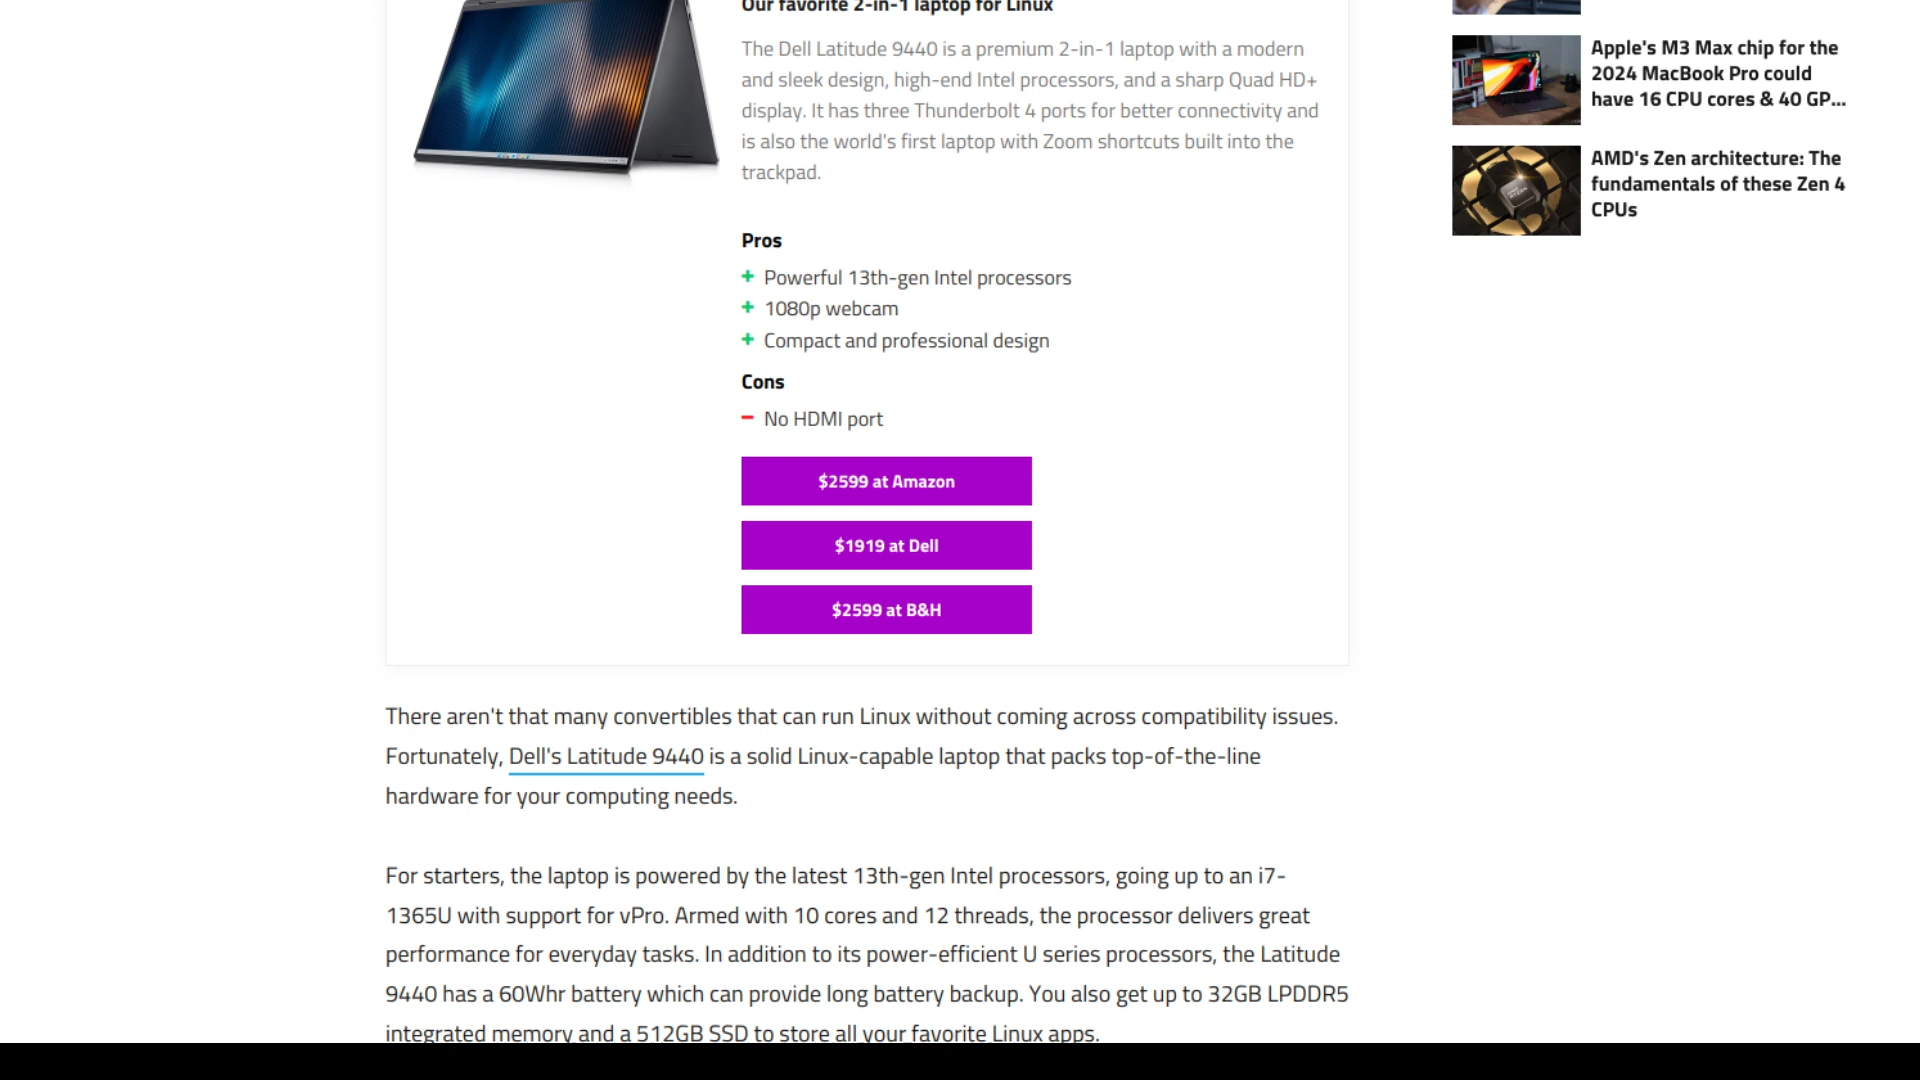 Our favorite 2-in-1 laptop for Linux
The Dell Latitude 9440 is a premium 2-in-1 laptop with a modern
and sleek design, high-end Intel processors, and a sharp Quad HD+
display. It has three Thunderbolt 4 ports for better connectivity and
is also the world's first laptop with Zoom shortcuts built into the
trackpad.
Pros
+ Powerful 13th-gen Intel processors
+ 1080p webcam
+ Compact and professional design
Cons
– No HDMI port
$2599 at Amazon
$1919 at Dell
$2599 at B&H
There aren't that many convertibles that can run Linux without coming across compatibility issues.
Fortunately, Dell's Latitude 9440 is a solid Linux-capable laptop that packs top-of-the-line
hardware for your computing needs.
For starters, the laptop is powered by the latest 13th-gen Intel processors, going up to an i7-
1365U with support for vPro. Armed with 10 cores and 12 threads, the processor delivers great
performance for everyday tasks. In addition to its power-efficient U series processors, the Latitude
9440 has a 60Whr battery which can provide long battery backup. You also get up to 32GB LPDDR5
integrated memory and a 512GB SSD to store all your favorite Linux apps.
Apple's M3 Max chip for the
2024 MacBook Pro could
have 16 CPU cores & 40 GP...
AMD's Zen architecture: The
fundamentals of these Zen 4
CPUs